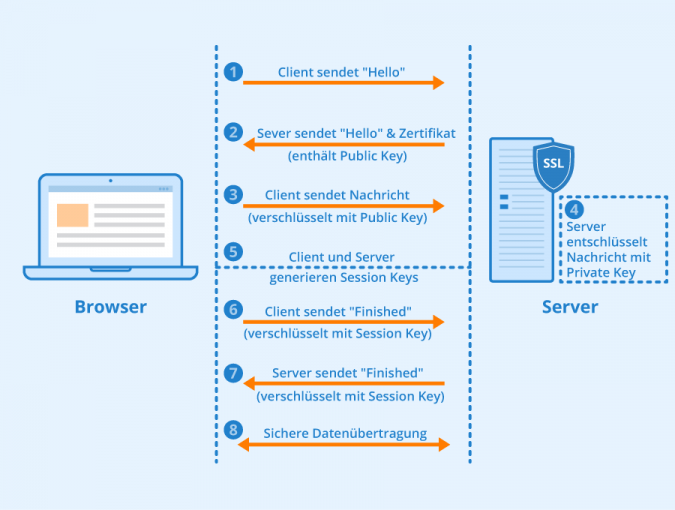 1
Client sendet "Hello"
2
Sever sendet "Hello" & Zertifikat
(enthält Public Key)
3
Client sendet Nachricht
(verschlüsselt mit Public Key)
SSL
4
Server
entschlüsselt
Nachricht mit
Private Key
5
Client und Server
generieren Session Keys
6
Client sendet "Finished"
(verschlüsselt mit Session Key)
7
Server sendet "Finished"
(verschlüsselt mit Session Key)
8
Sichere Datenübertragung
Browser
Server